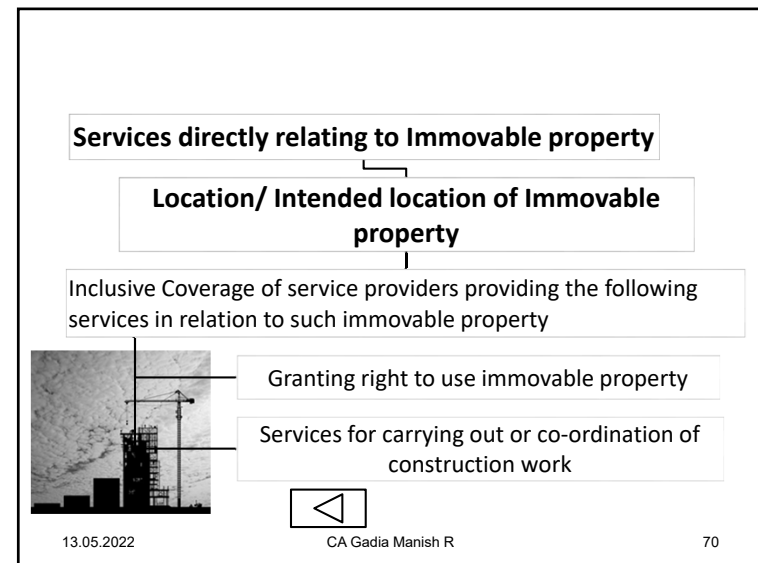 Services directly relating to Immovable property
Location/ Intended location of Immovable
property
Inclusive Coverage of service providers providing the following
services in relation to such immovable property
Granting right to use immovable property
Services for carrying out or co-ordination of
construction work
13.05.2022
CA Gadia Manish R
70